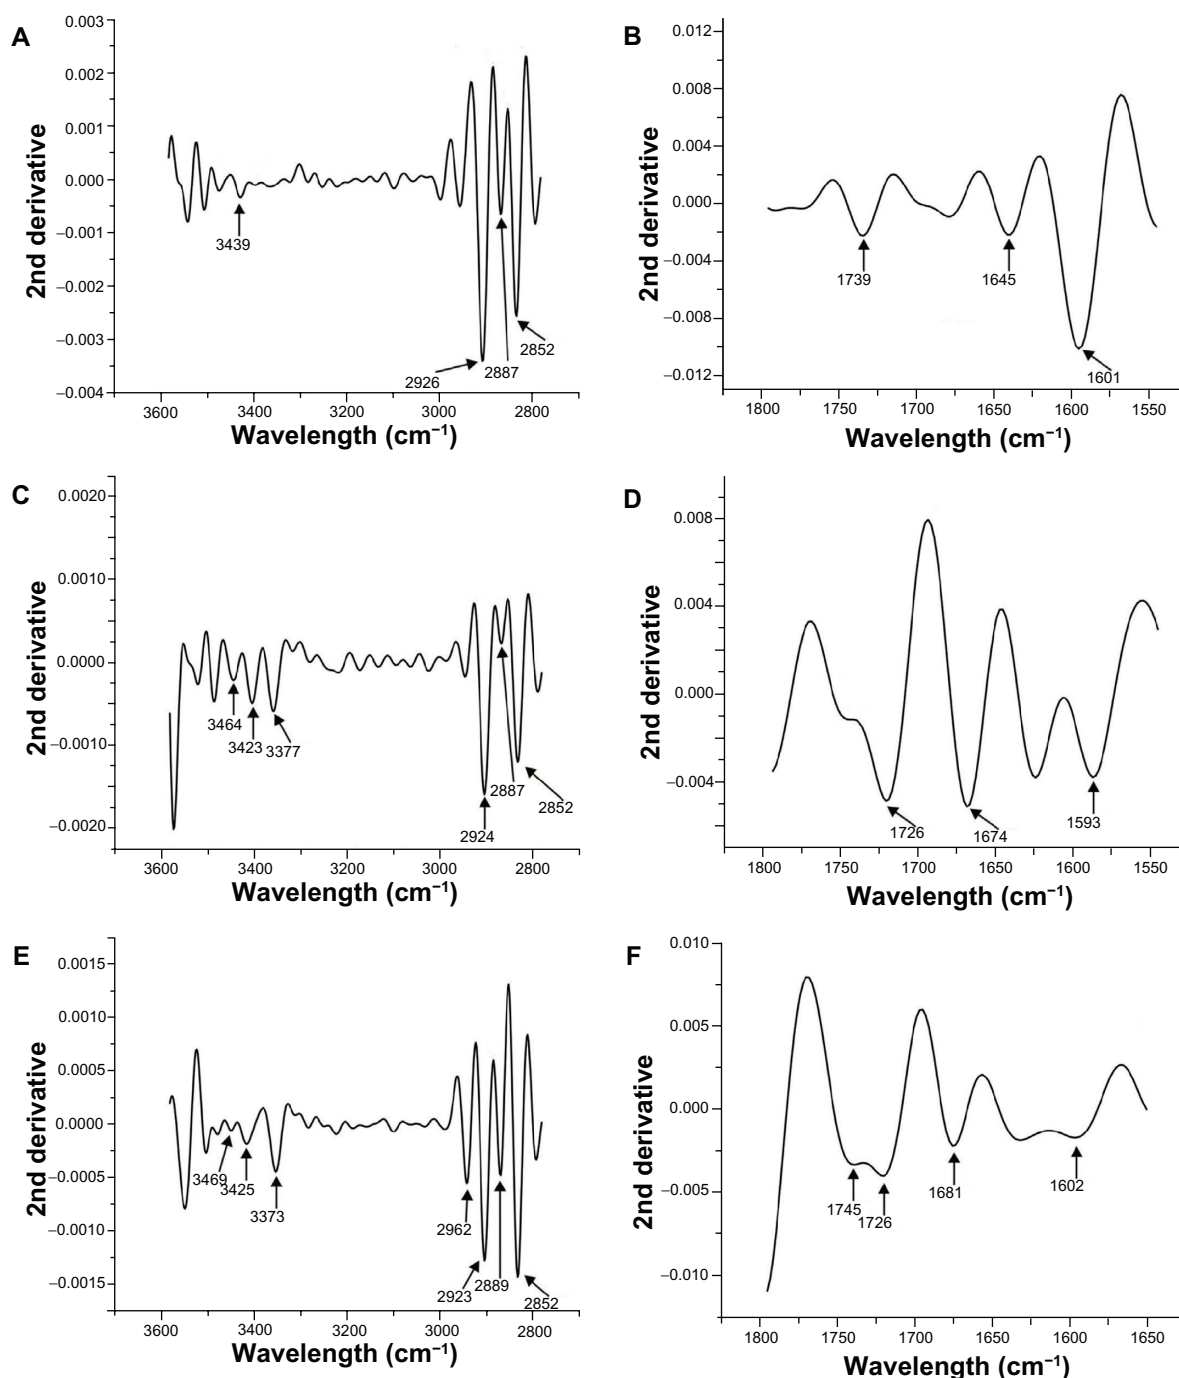 A
2nd derivative
0.003
0.002
0.001
0.000
−0.001
−0.002
−0.003
−0.004
3439
2926
2887
2852
3600 3400 3200 3000 2800
Wavelength (cm−1)
B
2nd derivative
0.012
0.008
0.004
0.000
−0.004
−0.008
−0.012
1739
1645
1601
1800 1750 1700 1650 1600 1550
Wavelength (cm−1)
C
2nd derivative
0.0020
0.0010
0.0000
−0.0010
−0.0020
3464
3423
3377
2924
2887
2852
3600 3400 3200 3000 2800
Wavelength (cm−1)
D
2nd derivative
0.008
0.004
0.000
−0.004
1726
1674
1593
1800 1750 1700 1650 1600 1550
Wavelength (cm−1)
E
2nd derivative
0.0015
0.0010
0.0005
0.0000
−0.0005
−0.0010
−0.0015
3469
3425
3373
2962
2923
2889
2852
3600 3400 3200 3000 2800
Wavelength (cm−1)
F
2nd derivative
0.010
0.005
0.000
−0.005
−0.010
1745
1726
1681
1602
1800 1750 1700 1650 1600 1650
Wavelength (cm−1)